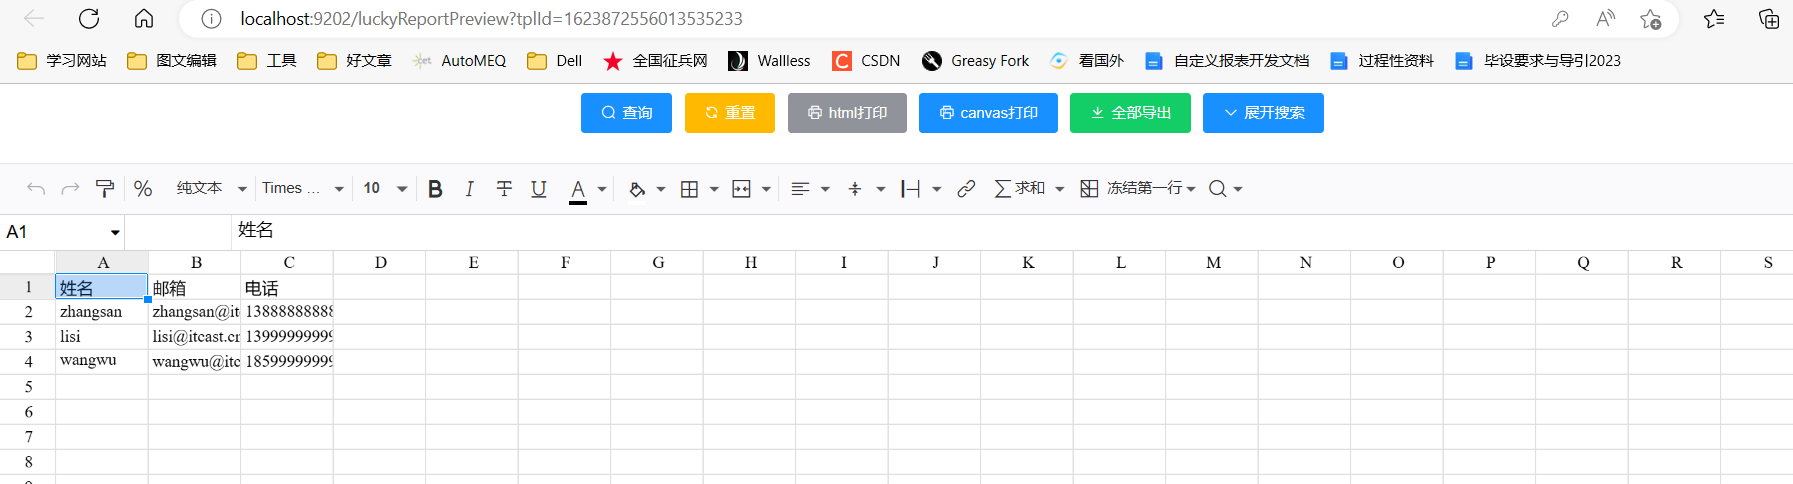 localhost:9202/luckyReportPreview?tplId=1623872556013535233
学习网站 图文编辑 工具 好文章 AutoMEQ Dell 全国征兵网 Wallless CSDN Greasy Fork 看国外 自定义报表开发文档 过程性资料 毕设要求与导引2023
查询 重置 html打印 canvas打印 全部导出 展开搜索
% 纯文本 Times ... 10 B I T U A 求和 冻结第一行
A1 姓名
A B C D E F G H I J K L M N O P Q R S
1 姓名 邮箱 电话
2 zhangsan zhangsan@it 13888888888
3 lisi lisi@itcast.cn 13999999999
4 wangwu wangwu@itc 18599999999
5
6
7
8